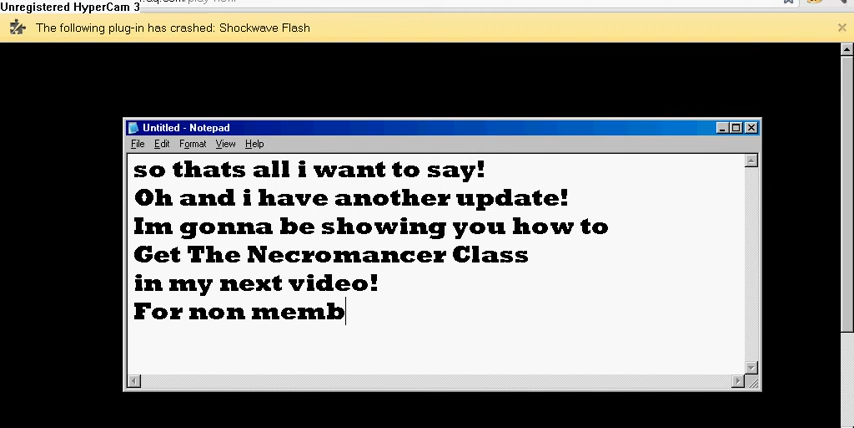 Unregistered HyperCam 3
The following plug-in has crashed: Shockwave Flash
Untitled - Notepad
File Edit Format View Help
so thats all i want to say!
Oh and i have another update!
Im gonna be showing you how to
Get The Necromancer Class
in my next video!
For non memb